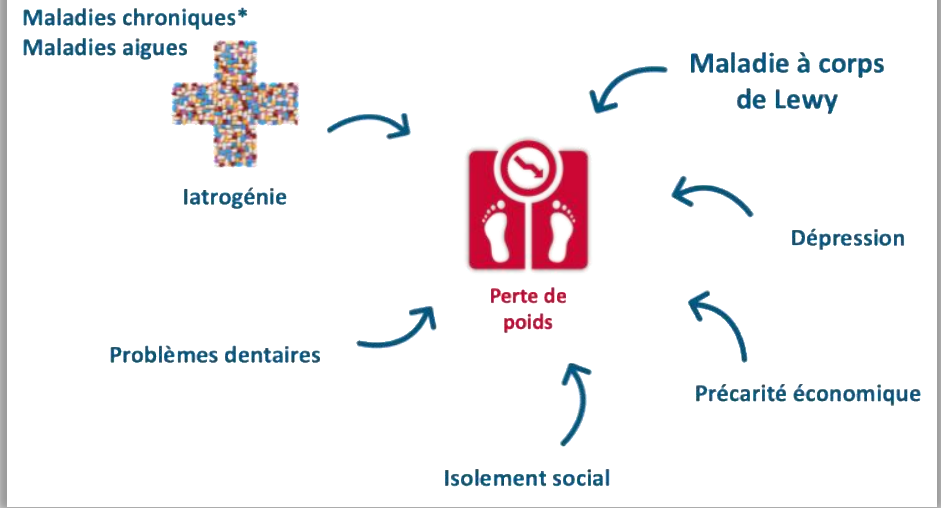 Maladies chroniques*
Maladies aigues
Iatrogénie
Maladie à corps
de Lewy
Dépression
Perte de
poids
Problèmes dentaires
Précarité économique
Isolement social